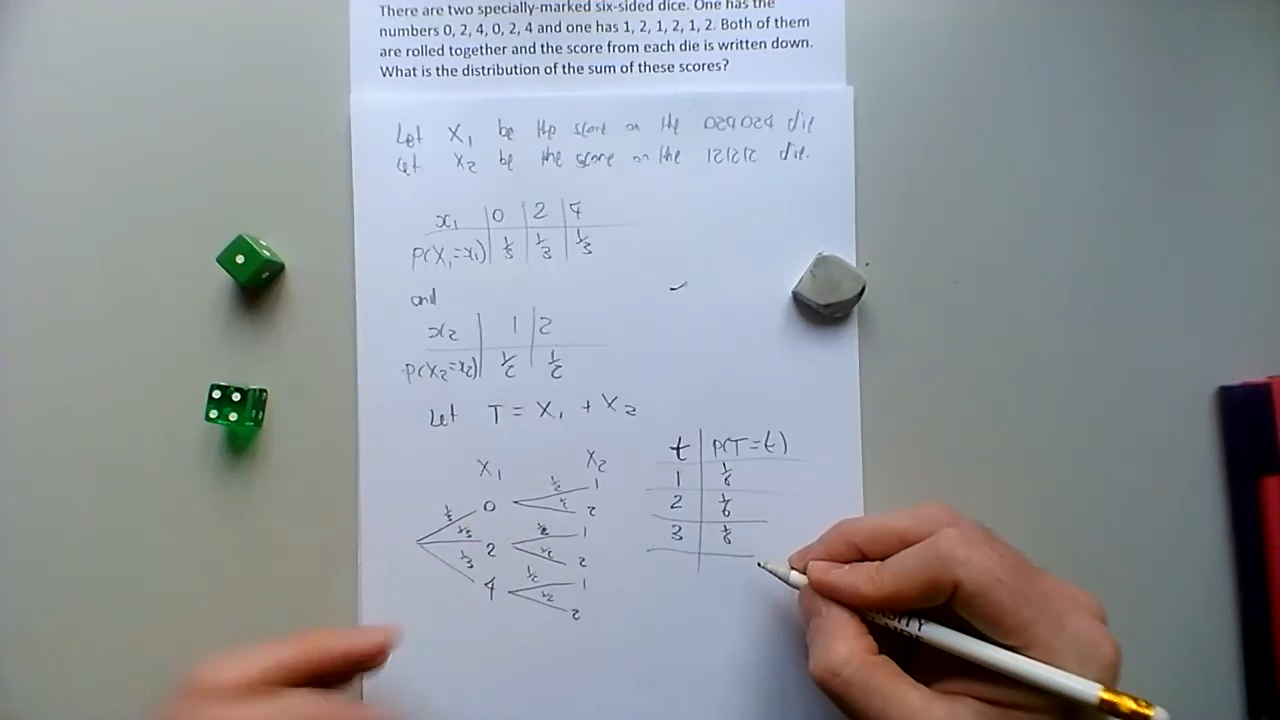 There are two specially-marked six-sided dice. One has the
numbers 0, 2, 4, 0, 2, 4 and one has 1, 2, 1, 2, 1, 2. Both of them
are rolled together and the score from each die is written down.
What is the distribution of the sum of these scores?
Let X₁ be the score on the 024024 die
Let X₂ be the score on the 121212 die.
x₁ 0 2 4
P(X₁=x₁) 1/3 1/3 1/3
and
x₂ 1 2
P(X₂=x₂) 1/2 1/2
Let T = X₁ + X₂
X₁ X₂
1/3 0 1/2 1
1/2 2
1/3 2 1/2 1
1/2 2
1/3 4 1/2 1
1/2 2
t P(T=t)
1 1/6
2 1/6
3 1/6